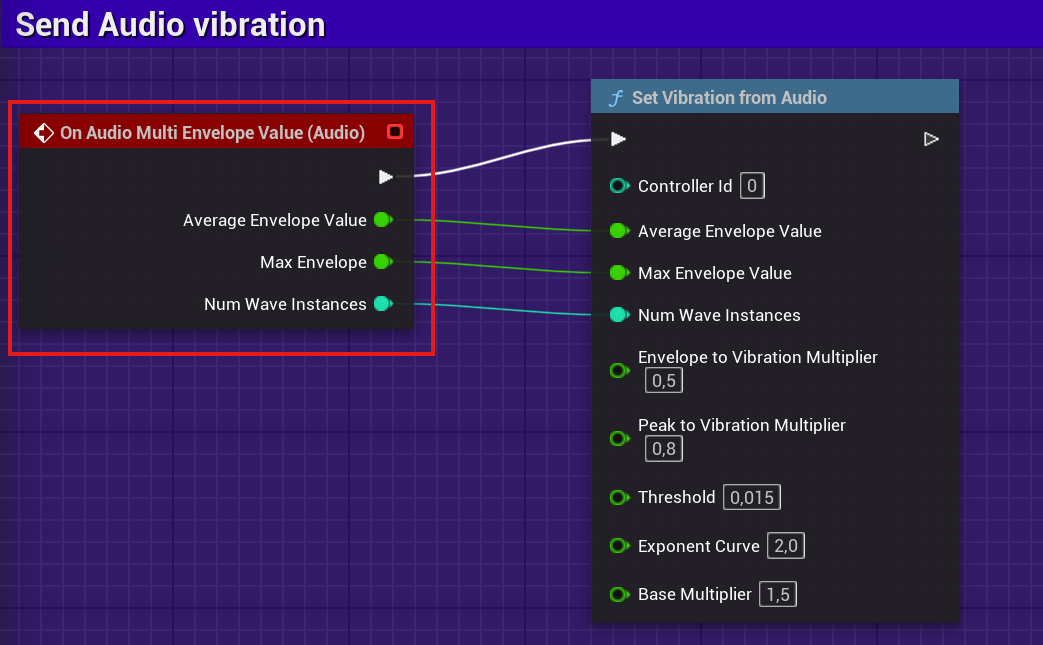 Send Audio vibration
On Audio Multi Envelope Value (Audio)
Average Envelope Value
Max Envelope
Num Wave Instances
f Set Vibration from Audio
Controller Id 0
Average Envelope Value
Max Envelope Value
Num Wave Instances
Envelope to Vibration Multiplier
0,5
Peak to Vibration Multiplier
0,8
Threshold 0,015
Exponent Curve 2,0
Base Multiplier 1,5